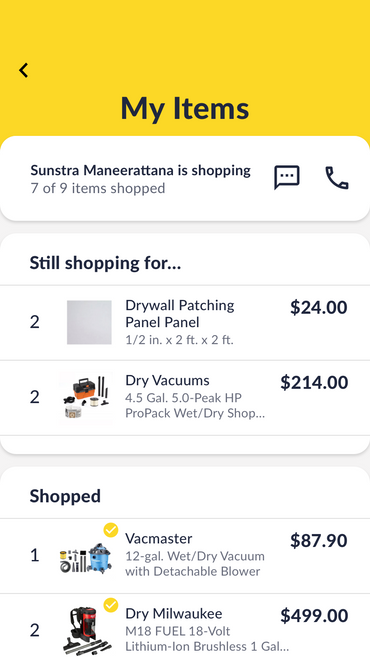 My Items
Sunstra Maneerattana is shopping
7 of 9 items shopped
Still shopping for...
2
Drywall Patching
Panel Panel
1/2 in. x 2 ft. x 2 ft.
$24.00
2
Dry Vacuums
4.5 Gal. 5.0-Peak HP
ProPack Wet/Dry Shop...
$214.00
Shopped
1
Vacmaster
12-gal. Wet/Dry Vacuum
with Detachable Blower
$87.90
2
Dry Milwaukee
M18 FUEL 18-Volt
Lithium-Ion Brushless 1 Gal...
$499.00